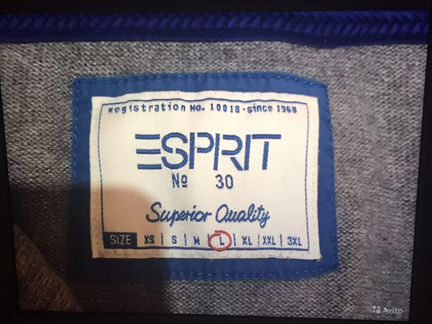 Registration No. 10018-since 1968
ESPRIT
№ 30
Superior Quality
SIZE XS | S | M | L | XL | XXL | 3XL
Avito